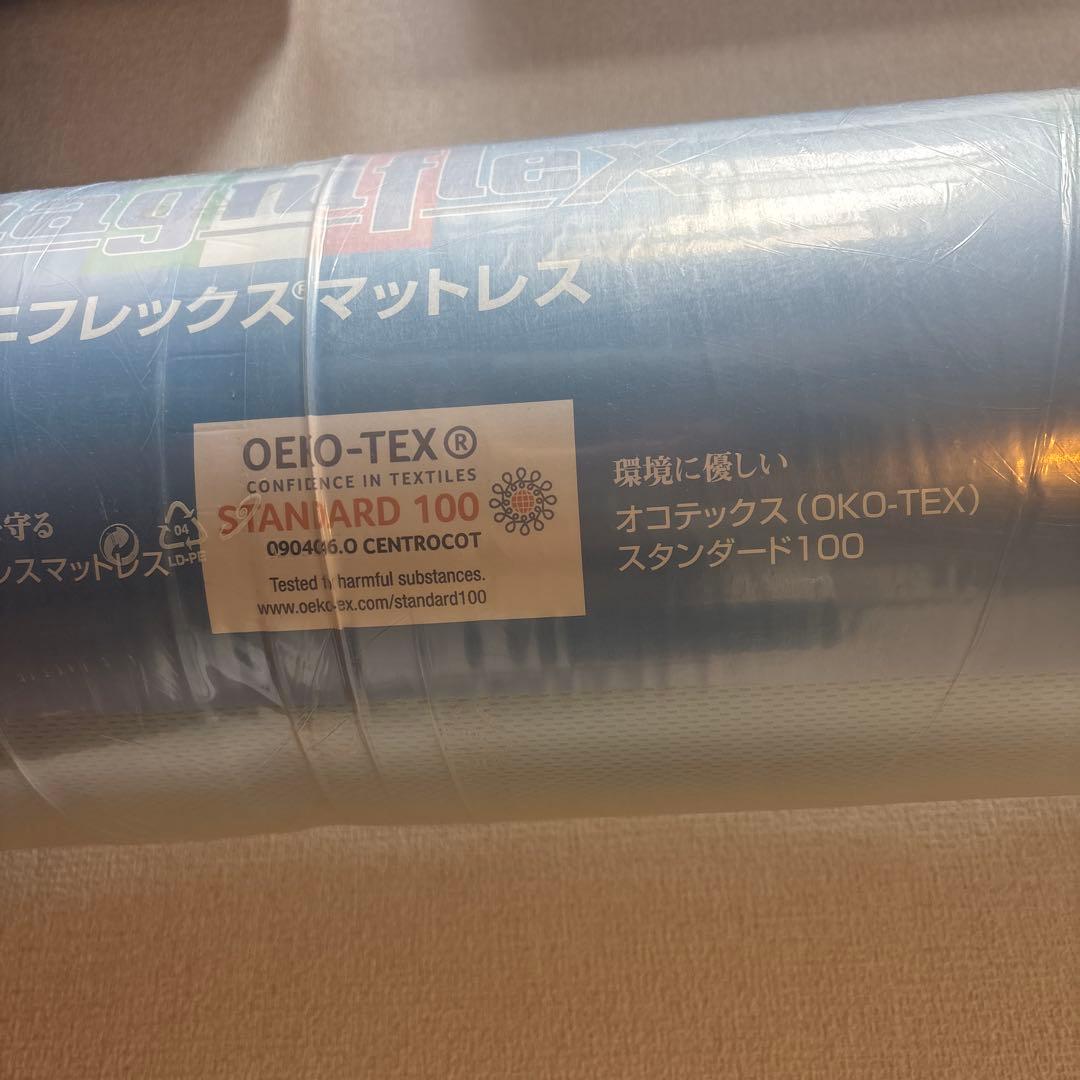 agniflex
ニフレックス®マットレス
OEKO-TEX®
CONFIDENCE IN TEXTILES
STANDARD 100
090406.O CENTROCOT
Tested harmful substances.
www.oeko-tex.com/standard100
環境に優しい
オコテックス（OKO-TEX）
スタンダード100
守る
レスマットレス
04
LD-PE